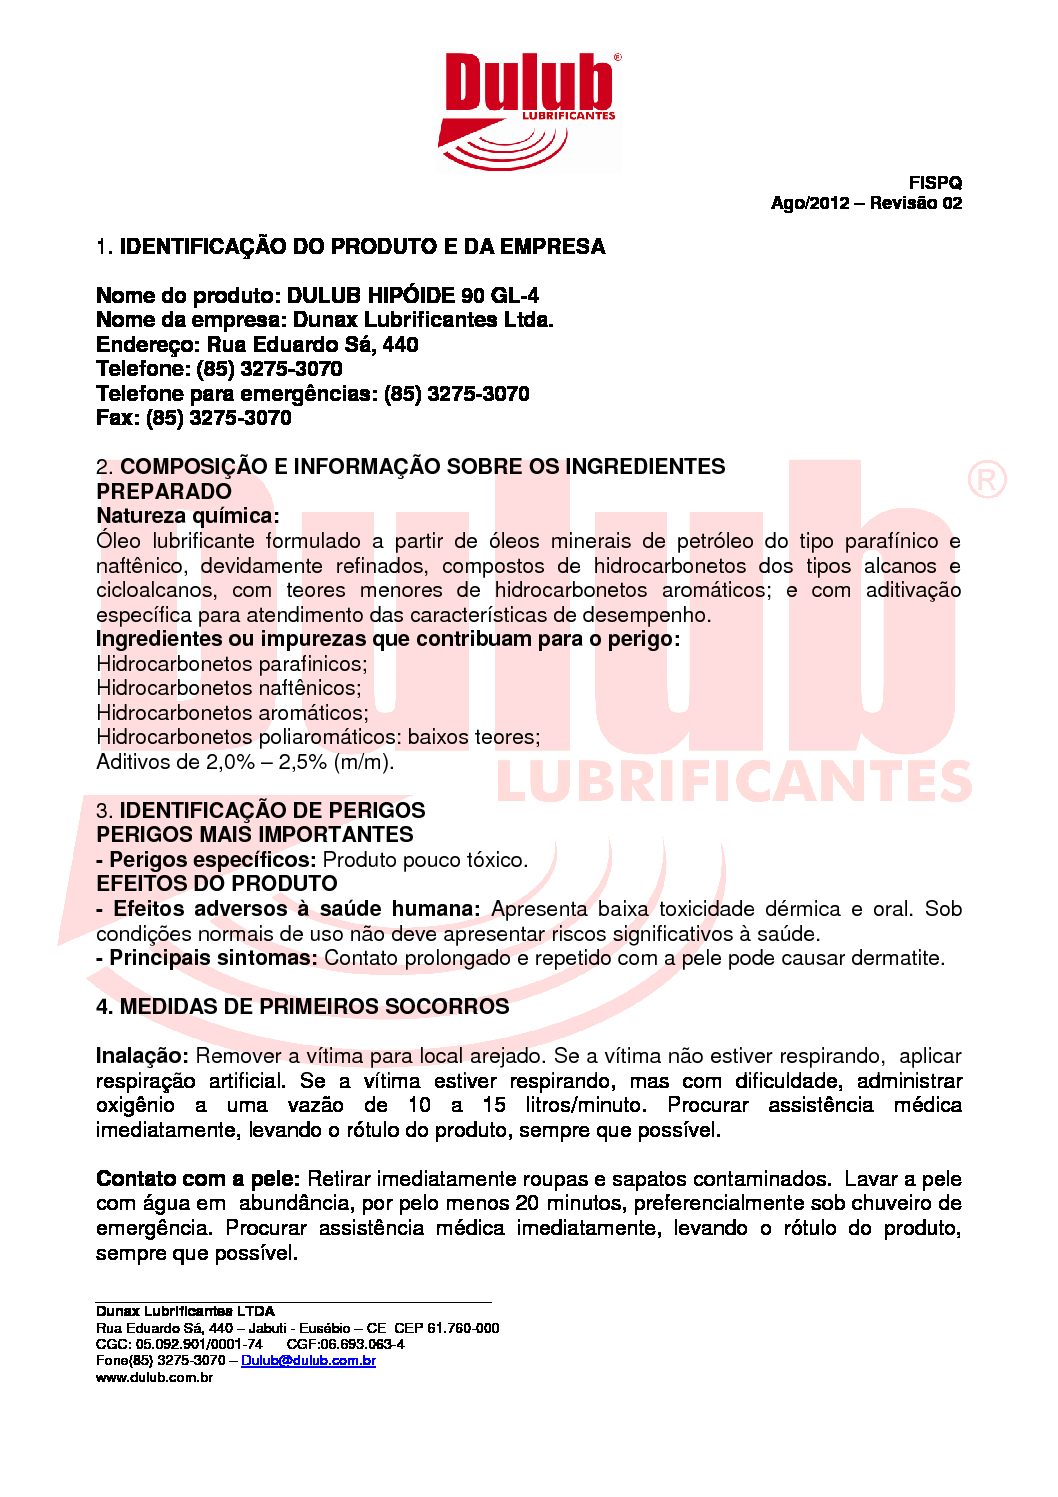 Dulub®
LUBRIFICANTES
FISPQ
Ago/2012 – Revisão 02
1. IDENTIFICAÇÃO DO PRODUTO E DA EMPRESA
Nome do produto: DULUB HIPÓIDE 90 GL-4
Nome da empresa: Dunax Lubrificantes Ltda.
Endereço: Rua Eduardo Sá, 440
Telefone: (85) 3275-3070
Telefone para emergências: (85) 3275-3070
Fax: (85) 3275-3070
2. COMPOSIÇÃO E INFORMAÇÃO SOBRE OS INGREDIENTES
PREPARADO
Natureza química:
Óleo lubrificante formulado a partir de óleos minerais de petróleo do tipo parafínico e
naftênico, devidamente refinados, compostos de hidrocarbonetos dos tipos alcanos e
cicloalcanos, com teores menores de hidrocarbonetos aromáticos; e com aditivação
específica para atendimento das características de desempenho.
Ingredientes ou impurezas que contribuam para o perigo:
Hidrocarbonetos parafinicos;
Hidrocarbonetos naftênicos;
Hidrocarbonetos aromáticos;
Hidrocarbonetos poliaromáticos: baixos teores;
Aditivos de 2,0% – 2,5% (m/m).
Dulub®
LUBRIFICANTES
3. IDENTIFICAÇÃO DE PERIGOS
PERIGOS MAIS IMPORTANTES
- Perigos específicos: Produto pouco tóxico.
EFEITOS DO PRODUTO
- Efeitos adversos à saúde humana: Apresenta baixa toxicidade dérmica e oral. Sob
condições normais de uso não deve apresentar riscos significativos à saúde.
- Principais sintomas: Contato prolongado e repetido com a pele pode causar dermatite.
4. MEDIDAS DE PRIMEIROS SOCORROS
Inalação: Remover a vítima para local arejado. Se a vítima não estiver respirando, aplicar
respiração artificial. Se a vítima estiver respirando, mas com dificuldade, administrar
oxigênio a uma vazão de 10 a 15 litros/minuto. Procurar assistência médica
imediatamente, levando o rótulo do produto, sempre que possível.
Contato com a pele: Retirar imediatamente roupas e sapatos contaminados. Lavar a pele
com água em abundância, por pelo menos 20 minutos, preferencialmente sob chuveiro de
emergência. Procurar assistência médica imediatamente, levando o rótulo do produto,
sempre que possível.
Dunax Lubrificantes LTDA
Rua Eduardo Sá, 440 – Jabuti - Eusébio – CE CEP 61.760-000
CGC: 05.092.901/0001-74 CGF:06.693.063-4
Fone(85) 3275-3070 – Dulub@dulub.com.br
www.dulub.com.br